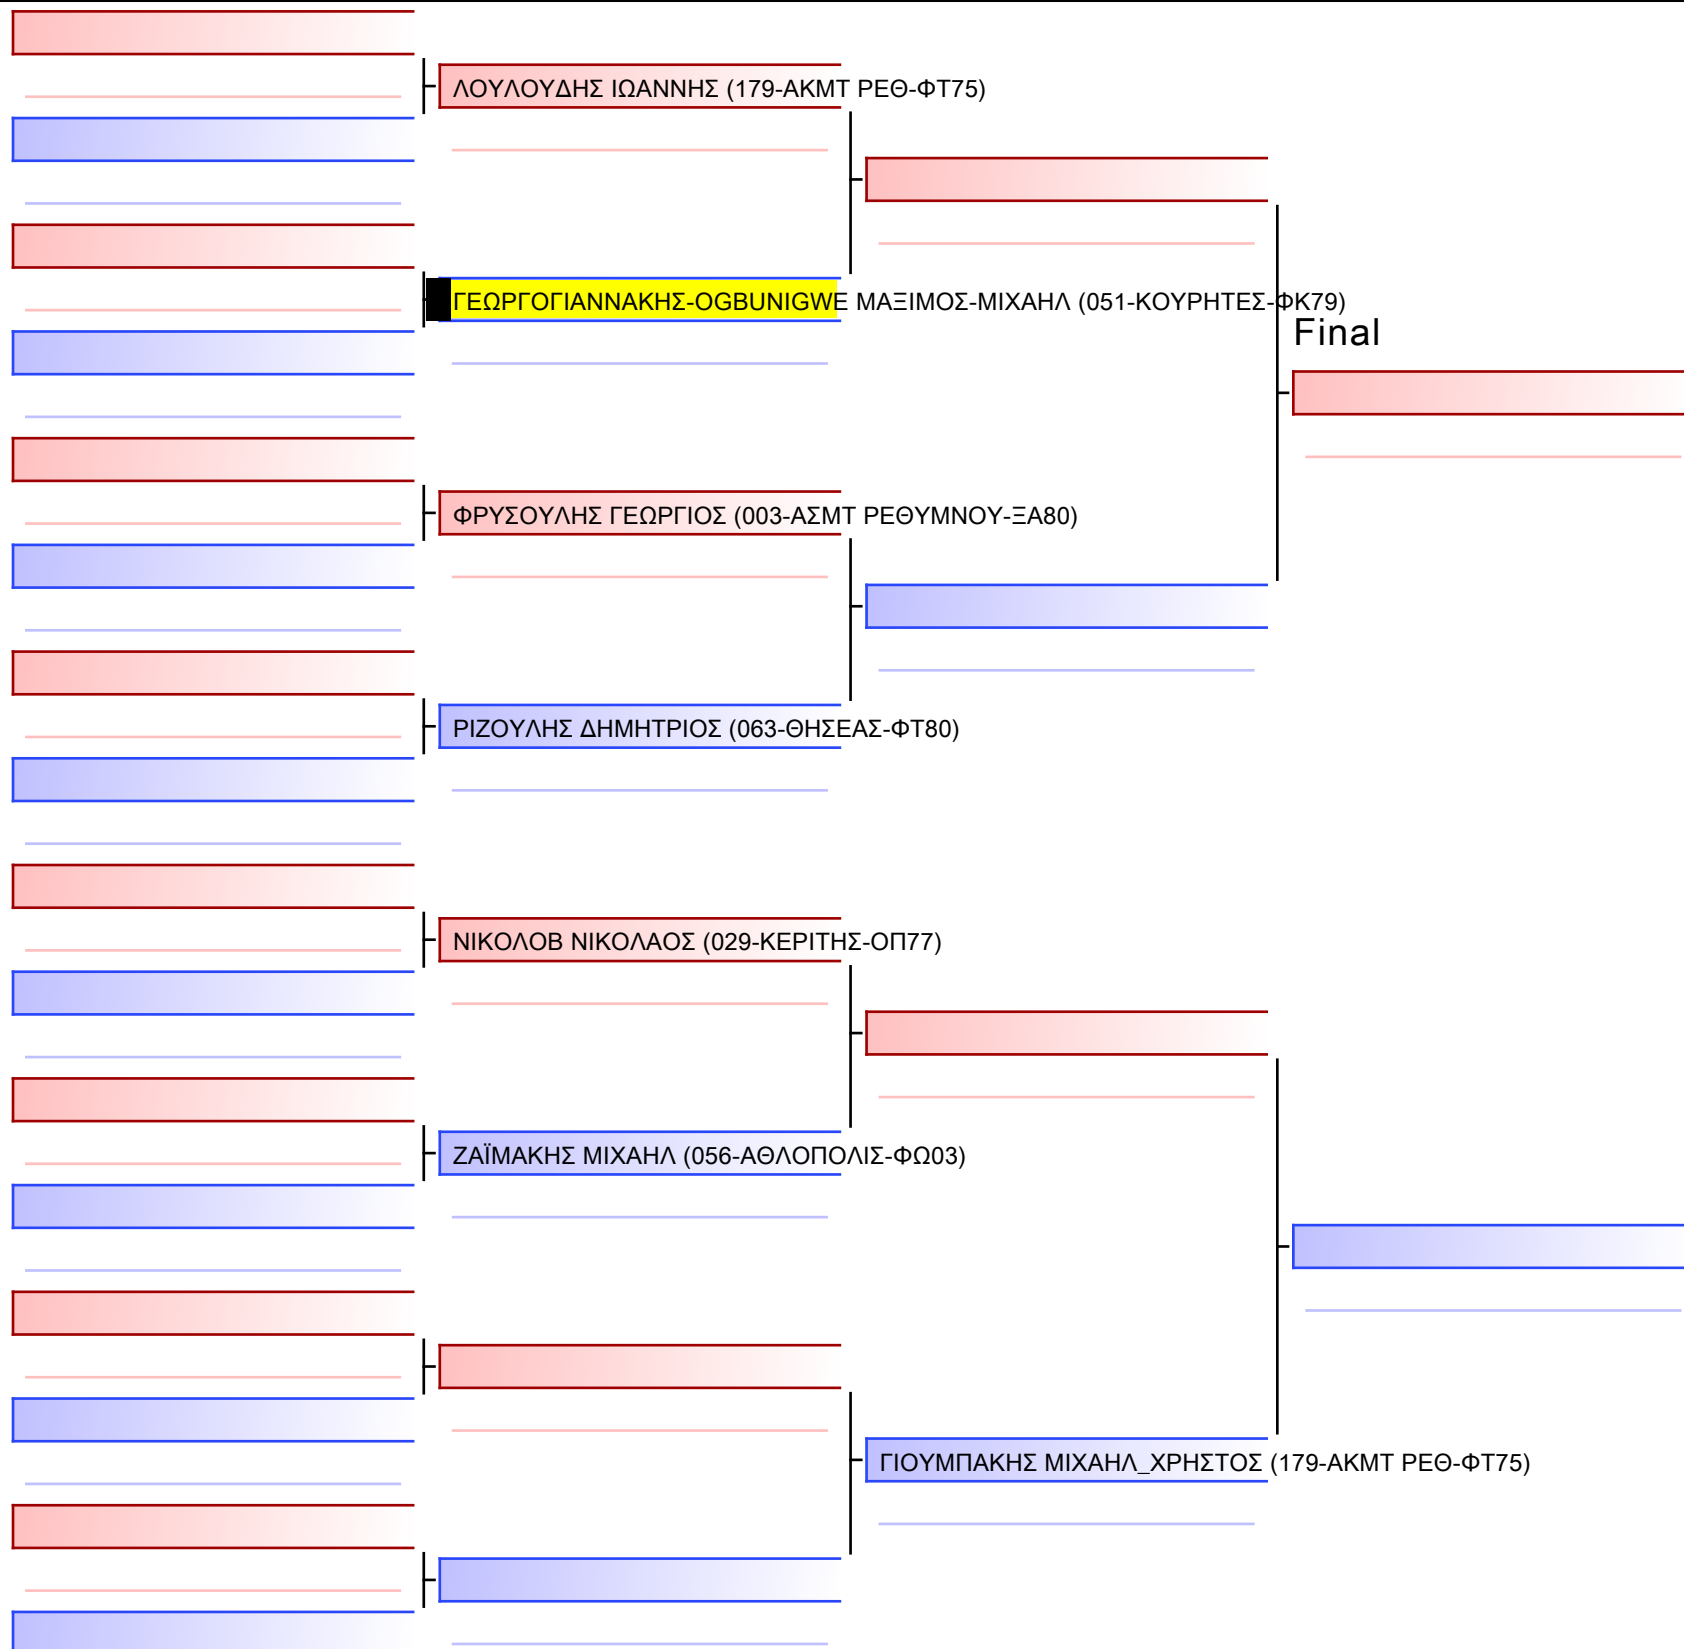 ΛΟΥΛΟΥΔΗΣ ΙΩΑΝΝΗΣ (179-ΑΚΜΤ ΡΕΘ-ΦΤ75)
ΓΕΩΡΓΟΓΙΑΝΝΑΚΗΣ-OGBUNIGWE ΜΑΞΙΜΟΣ-ΜΙΧΑΗΛ (051-ΚΟΥΡΗΤΕΣ-ΦΚ79)
Final
ΦΡΥΣΟΥΛΗΣ ΓΕΩΡΓΙΟΣ (003-ΑΣΜΤ ΡΕΘΥΜΝΟΥ-ΞΑ80)
ΡΙΖΟΥΛΗΣ ΔΗΜΗΤΡΙΟΣ (063-ΘΗΣΕΑΣ-ΦΤ80)
ΝΙΚΟΛΟΒ ΝΙΚΟΛΑΟΣ (029-ΚΕΡΙΤΗΣ-ΟΠ77)
ΖΑΪΜΑΚΗΣ ΜΙΧΑΗΛ (056-ΑΘΛΟΠΟΛΙΣ-ΦΩ03)
ΓΙΟΥΜΠΑΚΗΣ ΜΙΧΑΗΛ_ΧΡΗΣΤΟΣ (179-ΑΚΜΤ ΡΕΘ-ΦΤ75)